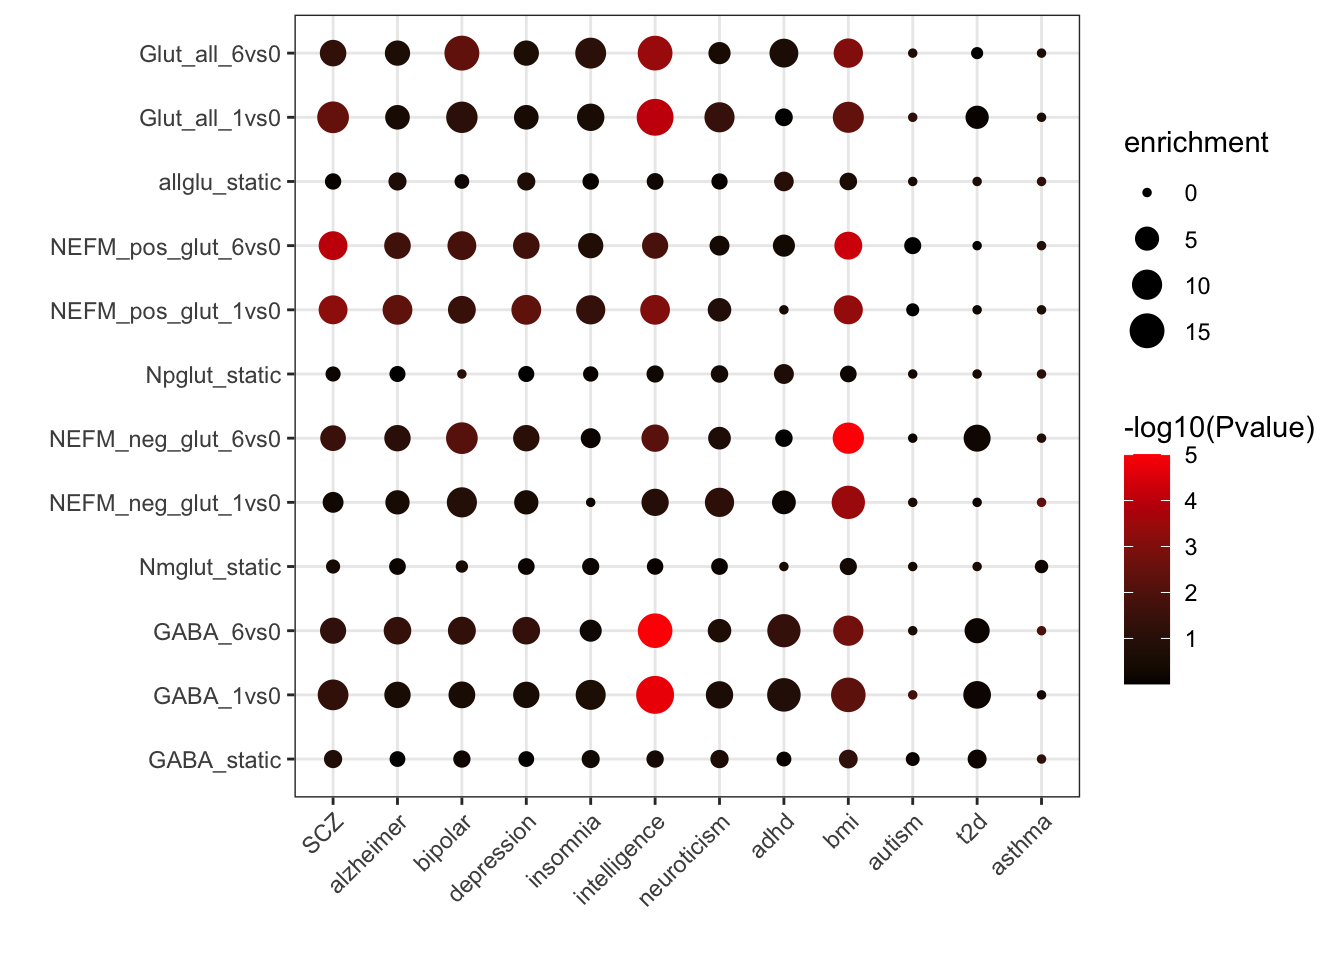 Glut_all_6vs0
Glut_all_1vs0
allglu_static
NEFM_pos_glut_6vs0
NEFM_pos_glut_1vs0
Npglut_static
NEFM_neg_glut_6vs0
NEFM_neg_glut_1vs0
Nmglut_static
GABA_6vs0
GABA_1vs0
GABA_static
SCZ
alzheimer
bipolar
depression
insomnia
intelligence
neuroticism
adhd
bmi
autism
t2d
asthma
enrichment
0
5
10
15
-log10(Pvalue)
5
4
3
2
1